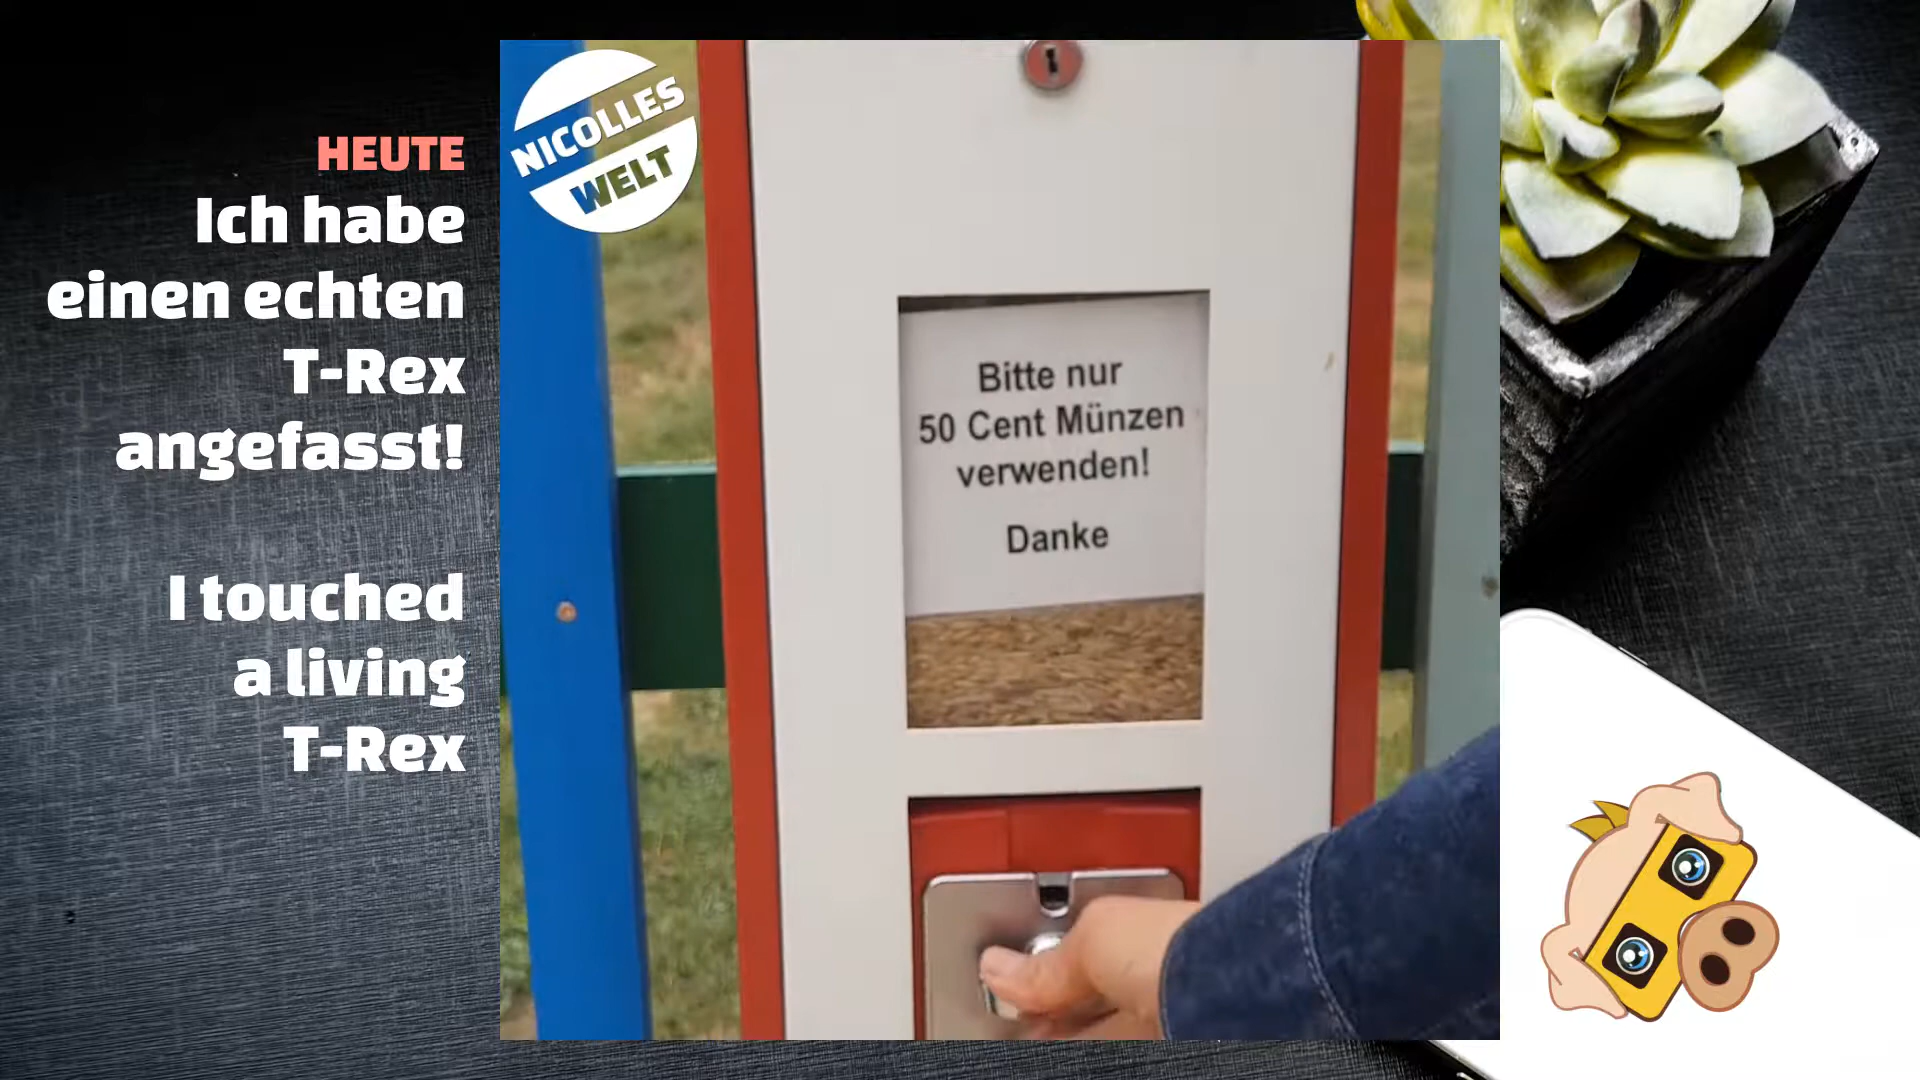 HEUTE
Ich habe
einen echten
T-Rex
angefasst!
I touched
a living
T-Rex
NICOLLES
WELT
Bitte nur
50 Cent Münzen
verwenden!
Danke